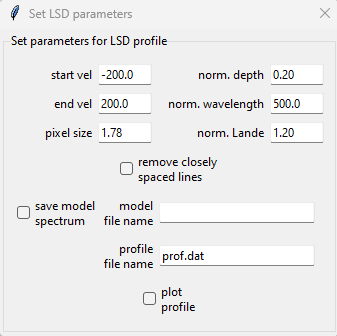 Set LSD parameters
Set parameters for LSD profile
start vel -200.0 norm. depth 0.20
end vel 200.0 norm. wavelength 500.0
pixel size 1.78 norm. Lande 1.20
remove closely
spaced lines
save model
spectrum
model
file name
profile
file name
prof.dat
plot
profile